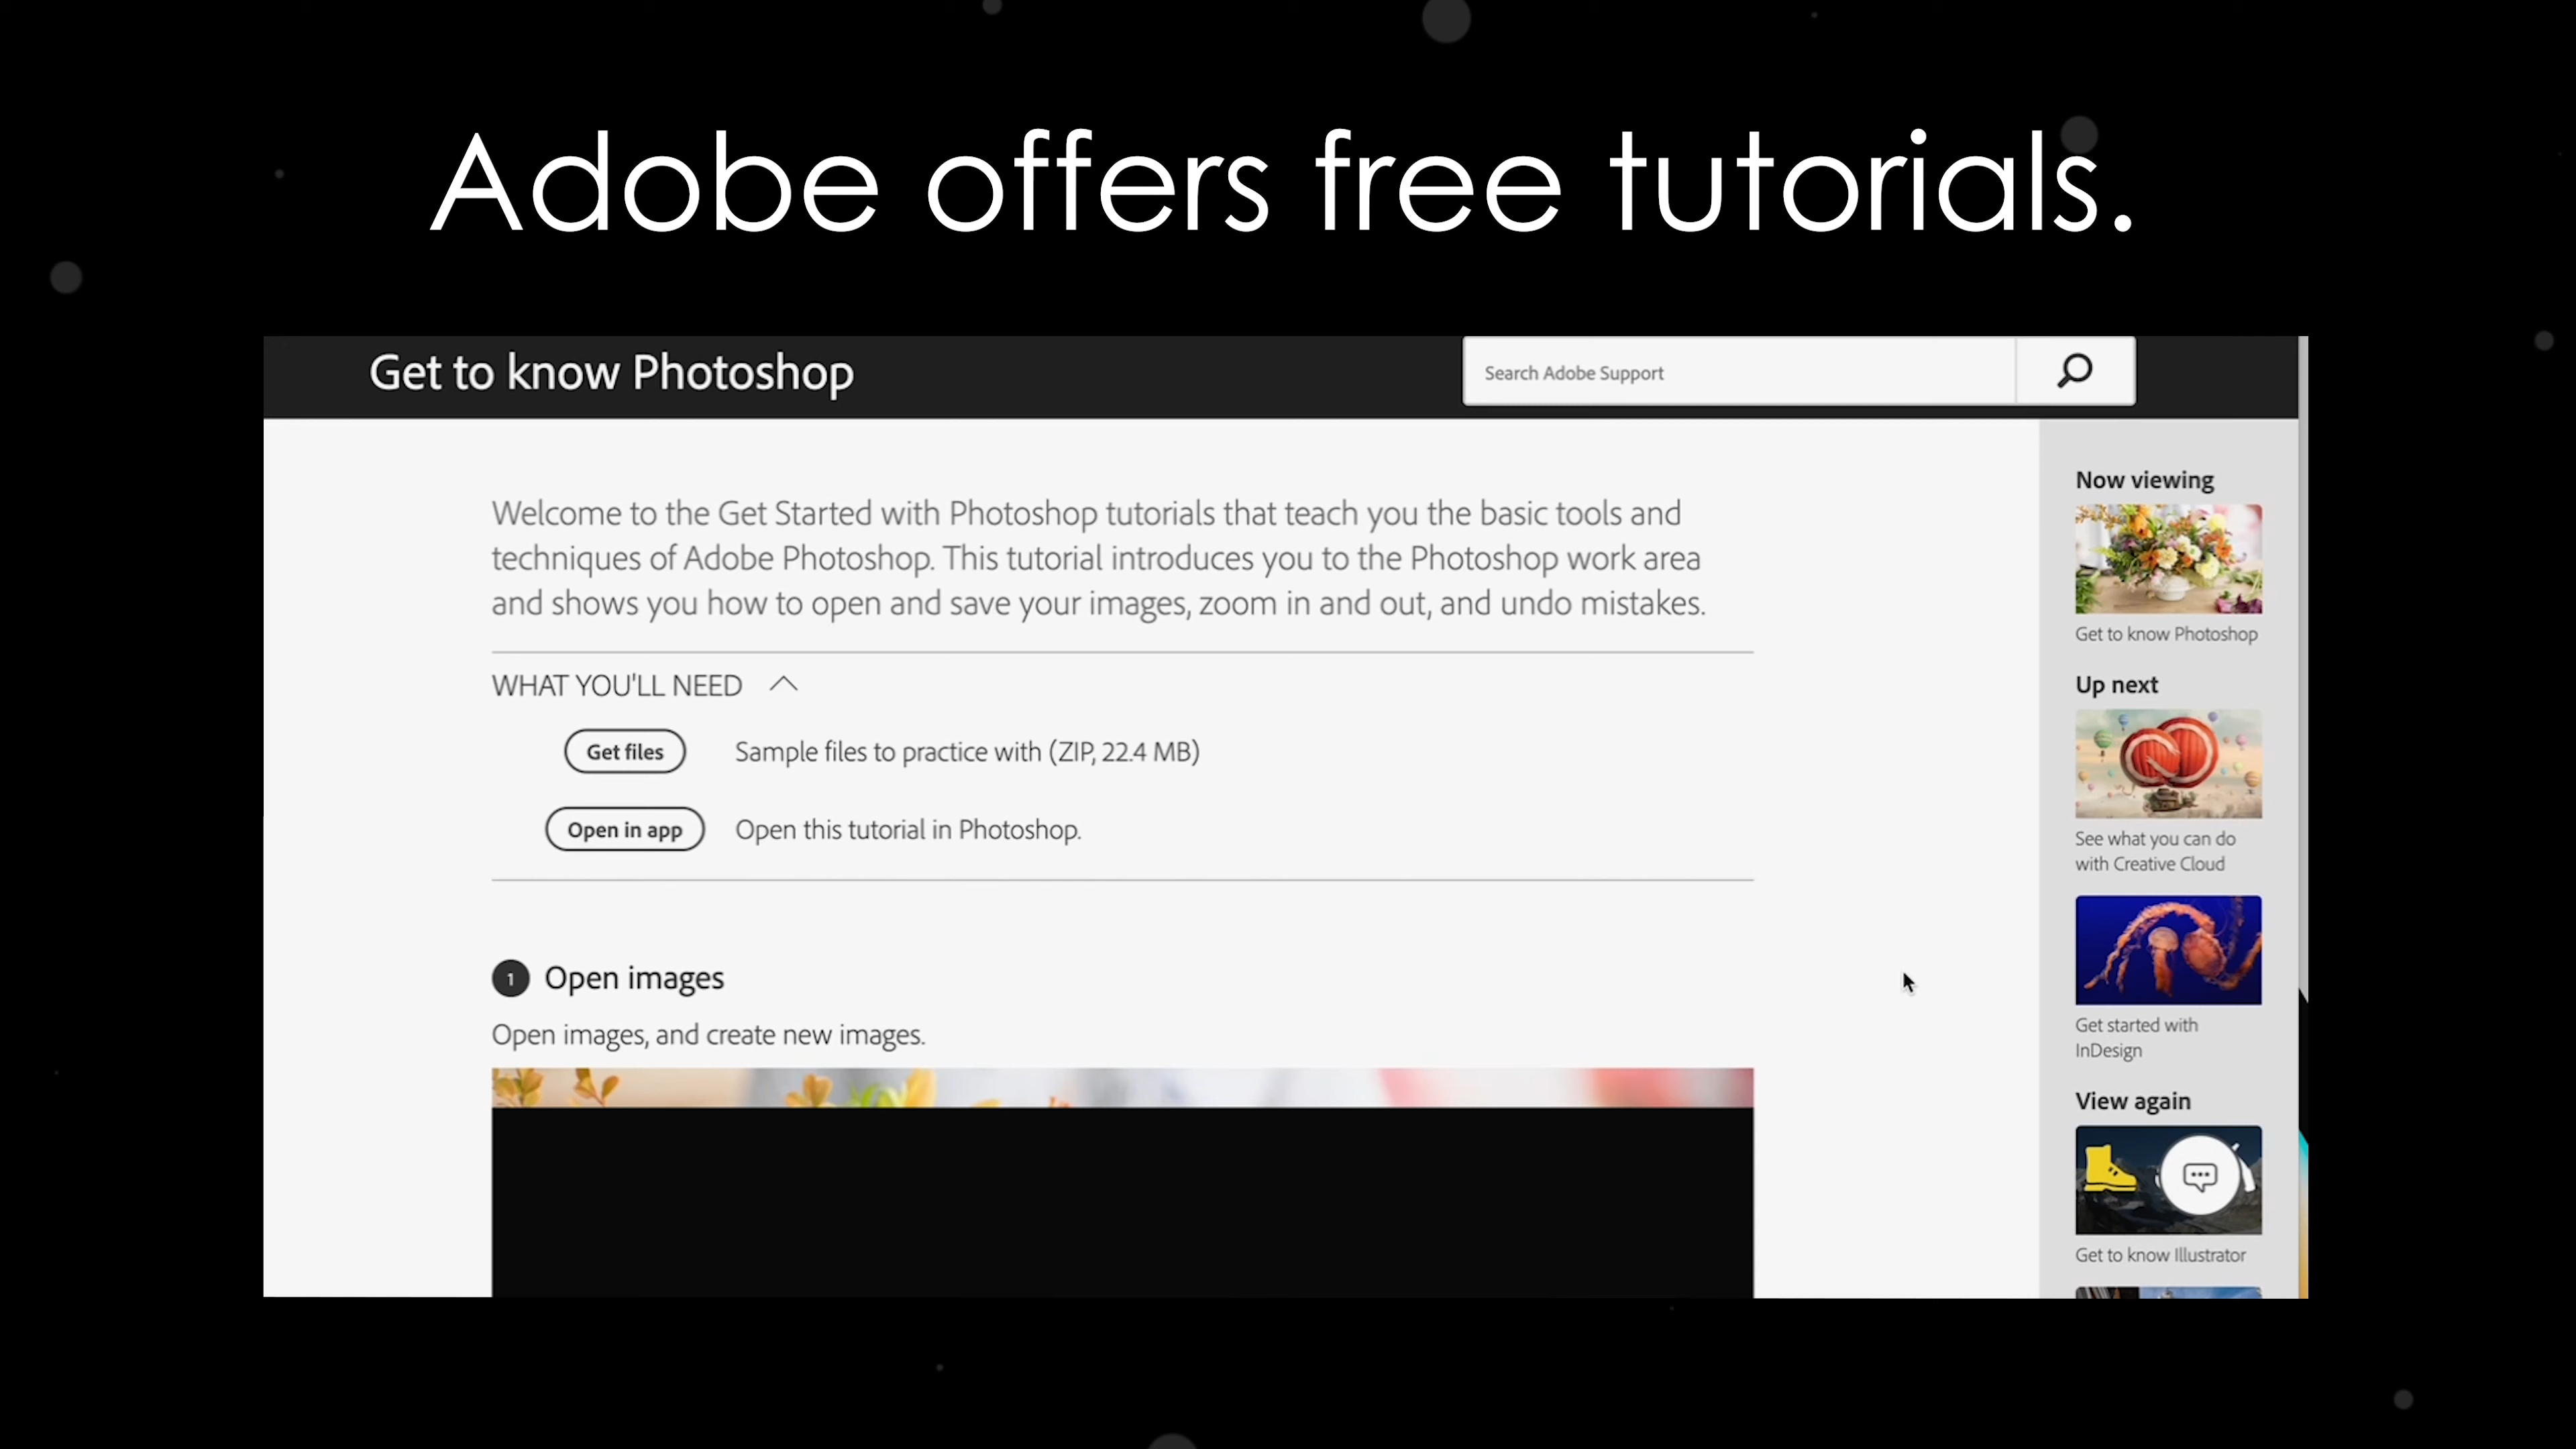 Adobe offers free tutorials.
Get to know Photoshop
Search Adobe Support
Welcome to the Get Started with Photoshop tutorials that teach you the basic tools and
techniques of Adobe Photoshop. This tutorial introduces you to the Photoshop work area
and shows you how to open and save your images, zoom in and out, and undo mistakes.
WHAT YOU'LL NEED
Get files
Sample files to practice with (ZIP, 22.4 MB)
Open in app
Open this tutorial in Photoshop.
1 Open images
Open images, and create new images.
Now viewing
Get to know Photoshop
Up next
See what you can do
with Creative Cloud
Get started with
InDesign
View again
Get to know Illustrator